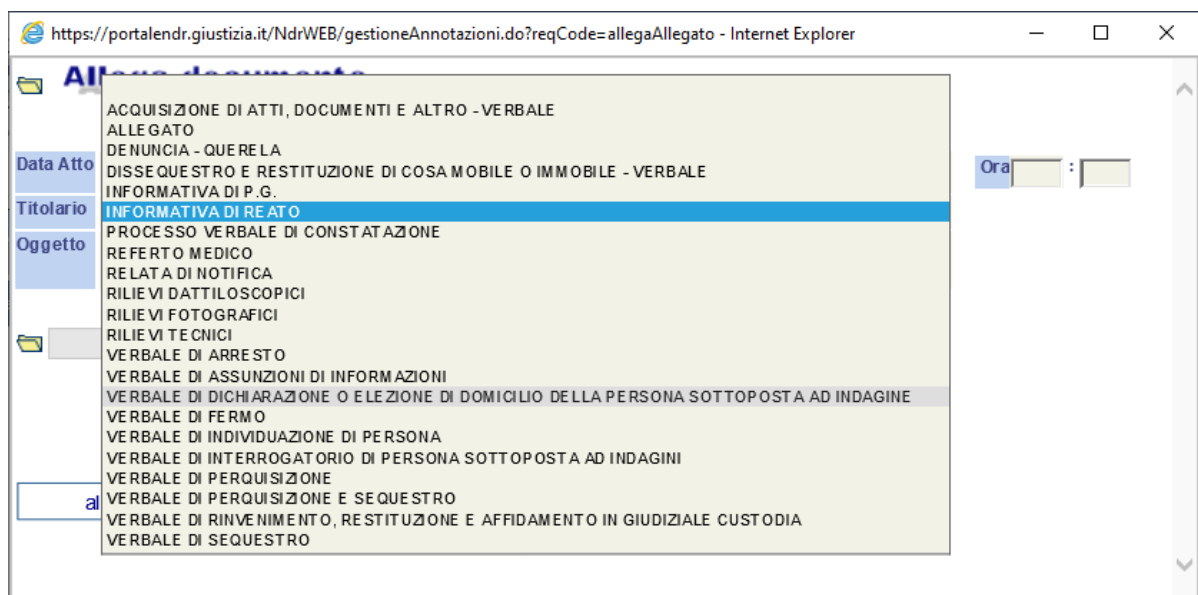 https://portalendr.giustizia.it/NdrWEB/gestioneAnnotazioni.do?reqCode=allegaAllegato - Internet Explorer
ACQUISIZIONE DI ATTI, DOCUMENTI E ALTRO - VERBALE
ALLEGATO
DENUNCIA - QUERELA
Data Atto
Ora :
DISSEQUESTRO E RESTITUZIONE DI COSA MOBILE O IMMOBILE - VERBALE
INFORMATIVA DI P.G.
Titolario
INFORMATIVA DI REATO
PROCESSO VERBALE DI CONSTATAZIONE
Oggetto
REFERTO MEDICO
RELATA DI NOTIFICA
RILIEVI DATTILOSCOPICI
RILIEVI FOTOGRAFICI
RILIEVI TECNICI
VERBALE DI ARRESTO
VERBALE DI ASSUNZIONI DI INFORMAZIONI
VERBALE DI DICHIARAZIONE O ELEZIONE DI DOMICILIO DELLA PERSONA SOTTOPOSTA AD INDAGINE
VERBALE DI FERMO
VERBALE DI INDIVIDUAZIONE DI PERSONA
VERBALE DI INTERROGATORIO DI PERSONA SOTTOPOSTA AD INDAGINI
VERBALE DI PERQUISIZIONE
VERBALE DI PERQUISIZIONE E SEQUESTRO
al
VERBALE DI RINVENIMENTO, RESTITUZIONE E AFFIDAMENTO IN GIUDIZIALE CUSTODIA
VERBALE DI SEQUESTRO